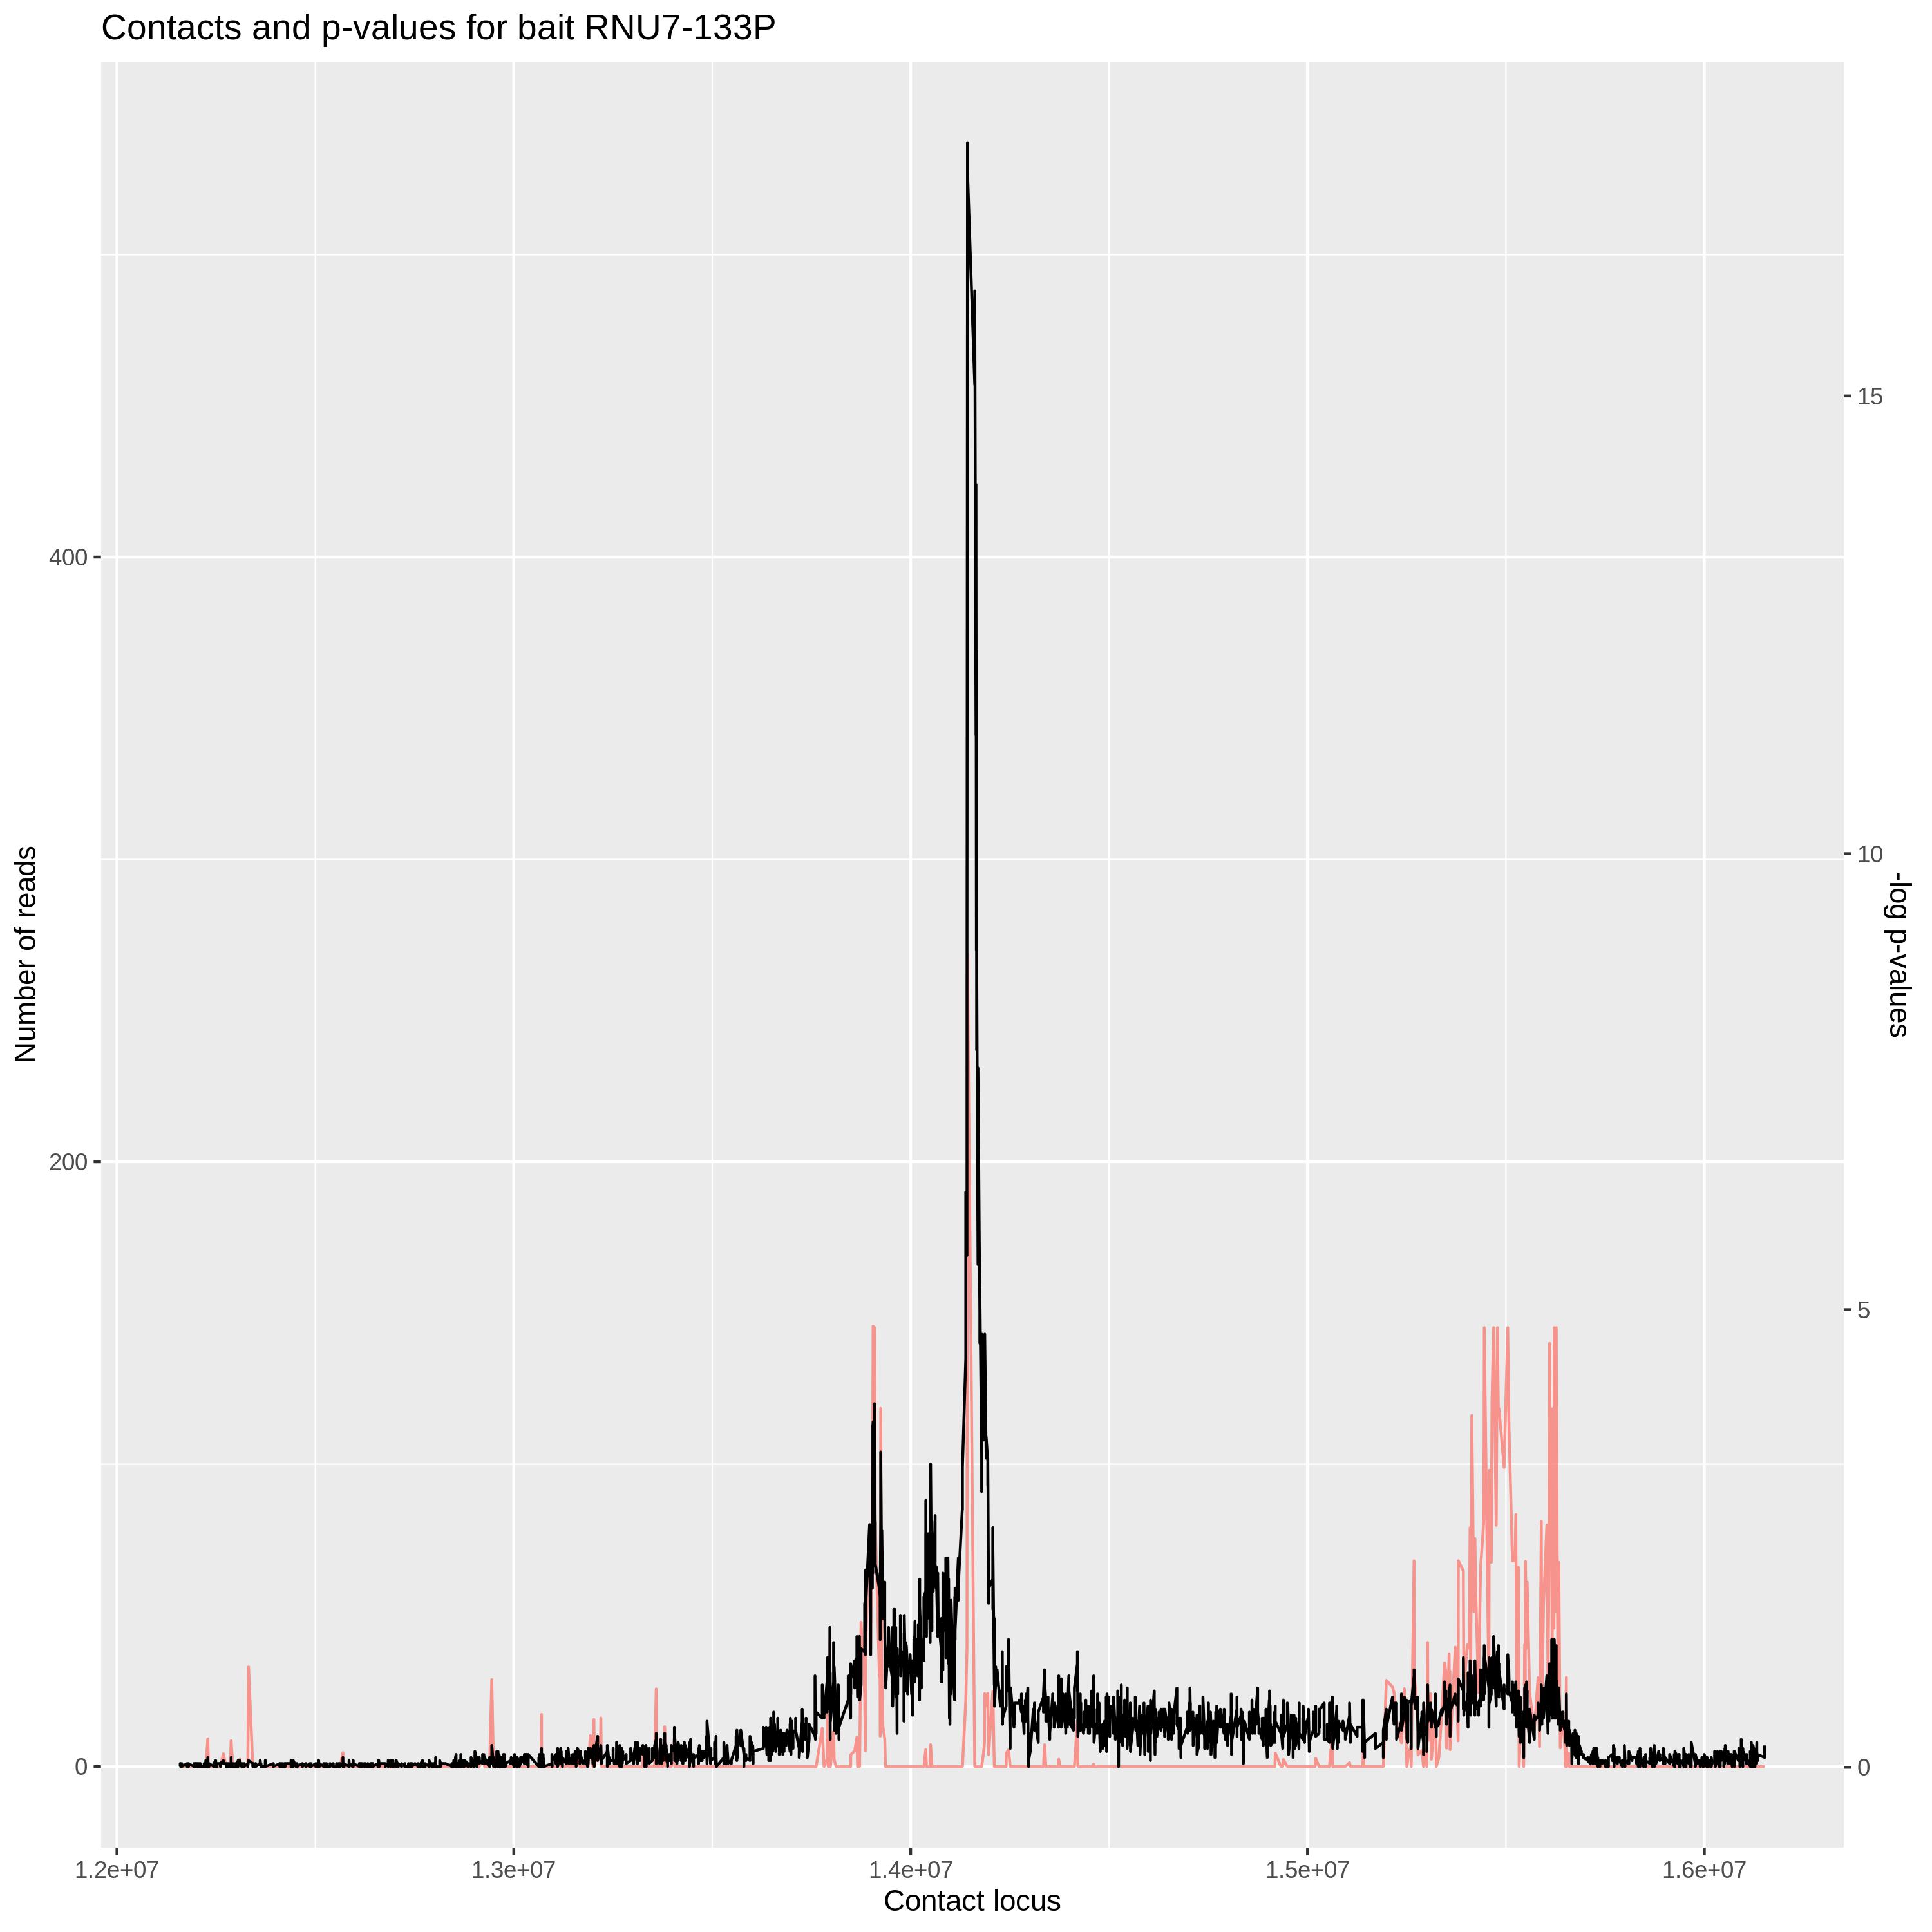 Contacts and p-values for bait RNU7-133P
Number of reads
400
200
0
15
10
5
0
-log p-values
1.2e+07 1.3e+07 1.4e+07 1.5e+07 1.6e+07
Contact locus